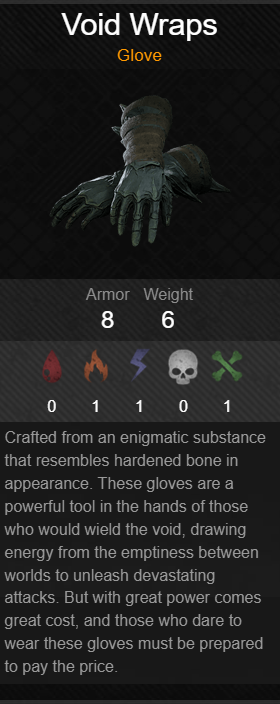 Void Wraps
Glove
Armor Weight
8 6
0 1 1 0 1
Crafted from an enigmatic substance
that resembles hardened bone in
appearance. These gloves are a
powerful tool in the hands of those
who would wield the void, drawing
energy from the emptiness between
worlds to unleash devastating
attacks. But with great power comes
great cost, and those who dare to
wear these gloves must be prepared
to pay the price.